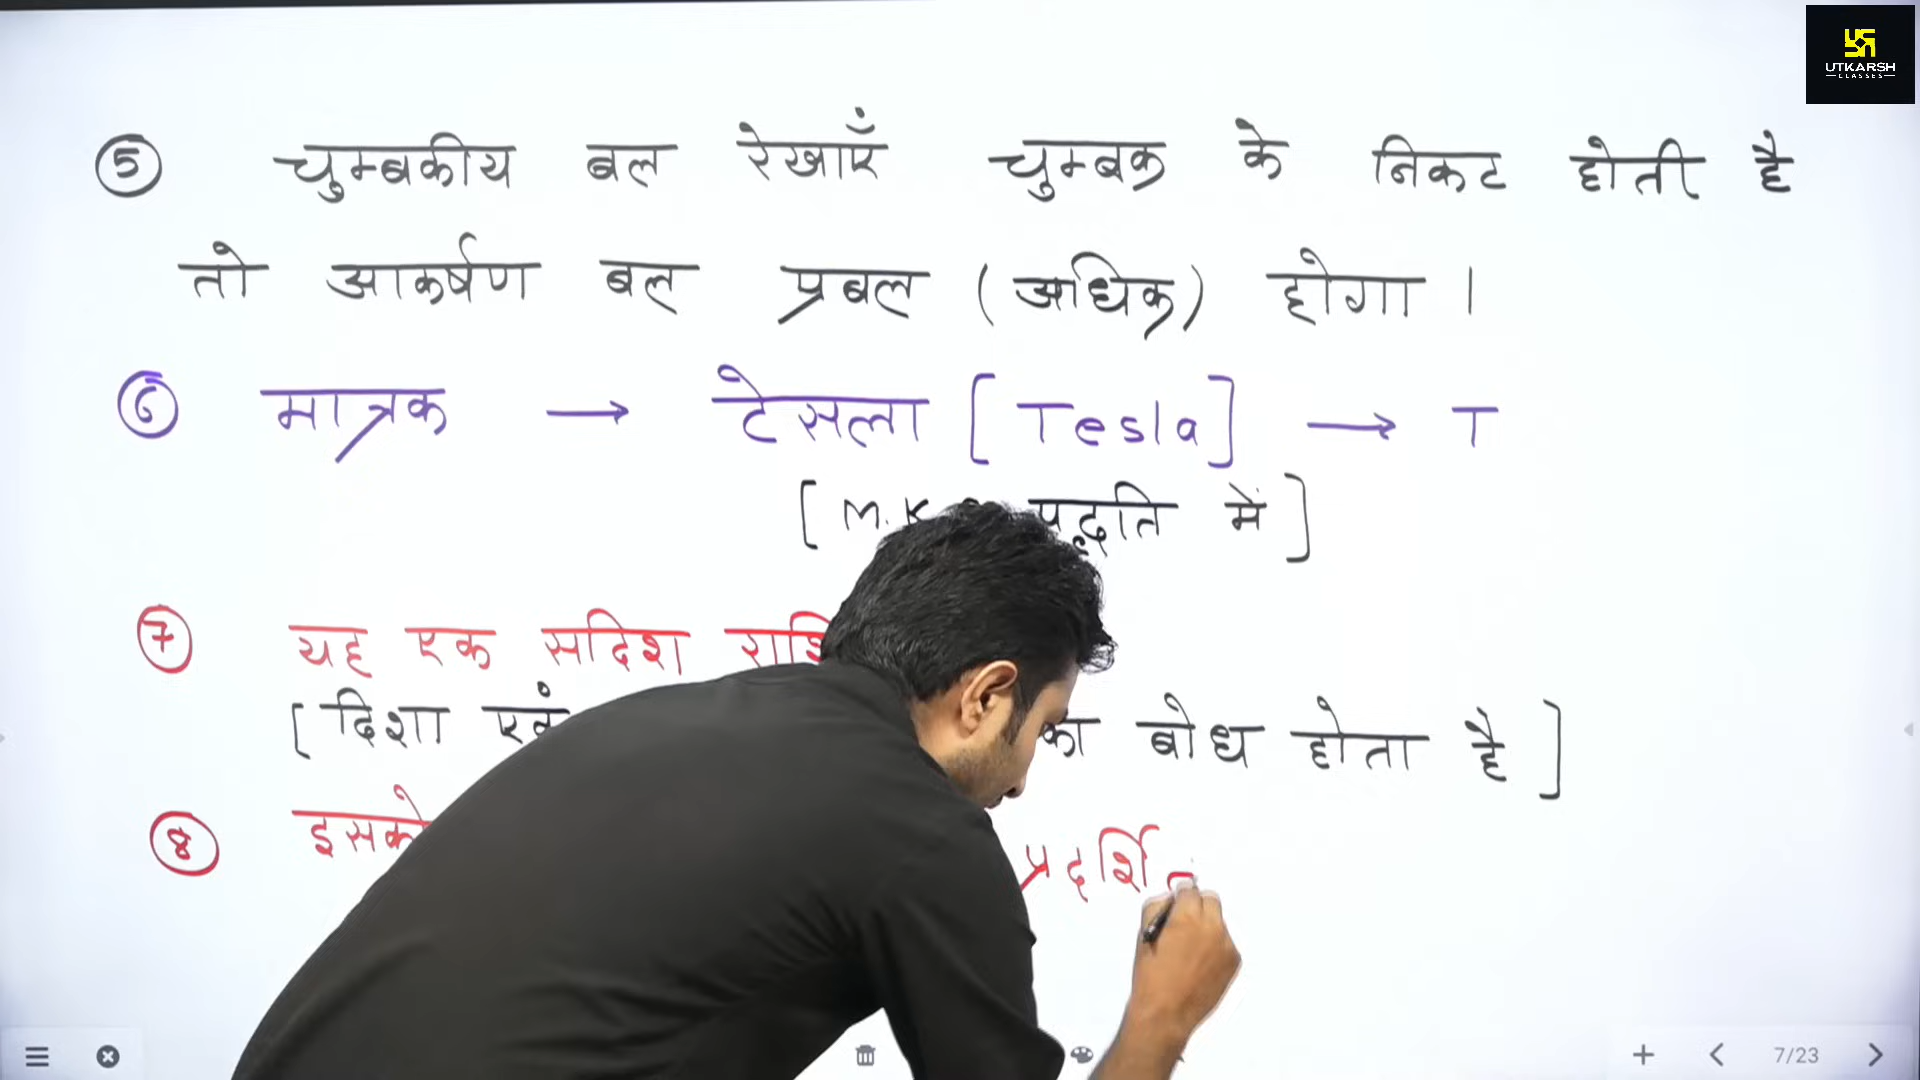 UTKARSH
CLASSES
5 चुम्बकीय बल रेखाएँ चुम्बक के निकट होती है
तो आकर्षण बल प्रबल (अधिक) होगा ।
6 मात्रक → टेसला [Tesla] → T
[M.K पद्धति में]
7 यह एक सदिश
[दिशा एवं का बोध होता है]
8 इसको प्रदर्शि
7/23